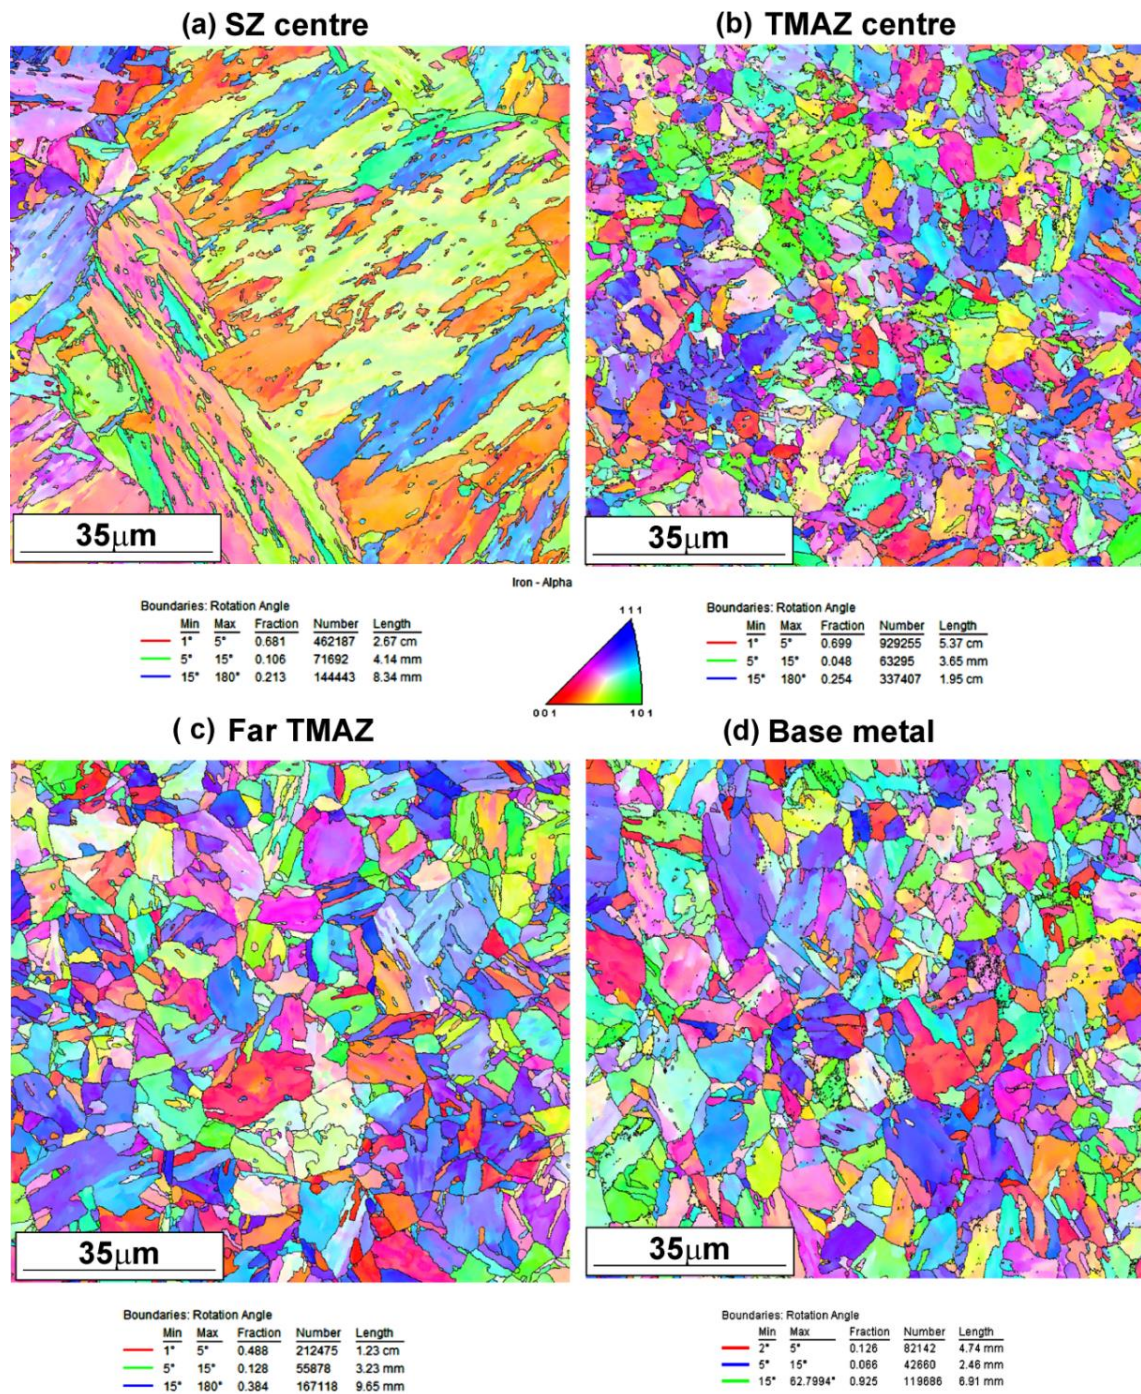 (a) SZ centre
(b) TMAZ centre
35μm
35μm
Iron - Alpha
Boundaries: Rotation Angle
Min Max Fraction Number Length
1° 5° 0.681 462187 2.67 cm
5° 15° 0.106 71692 4.14 mm
15° 180° 0.213 144443 8.34 mm
111
001 101
Boundaries: Rotation Angle
Min Max Fraction Number Length
1° 5° 0.699 929255 5.37 cm
5° 15° 0.048 63295 3.65 mm
15° 180° 0.254 337407 1.95 cm
( c) Far TMAZ
(d) Base metal
35μm
35μm
Boundaries: Rotation Angle
Min Max Fraction Number Length
1° 5° 0.488 212475 1.23 cm
5° 15° 0.128 55878 3.23 mm
15° 180° 0.384 167118 9.65 mm
Boundaries: Rotation Angle
Min Max Fraction Number Length
2° 5° 0.126 82142 4.74 mm
5° 15° 0.066 42660 2.46 mm
15° 62.7994° 0.925 119686 6.91 mm